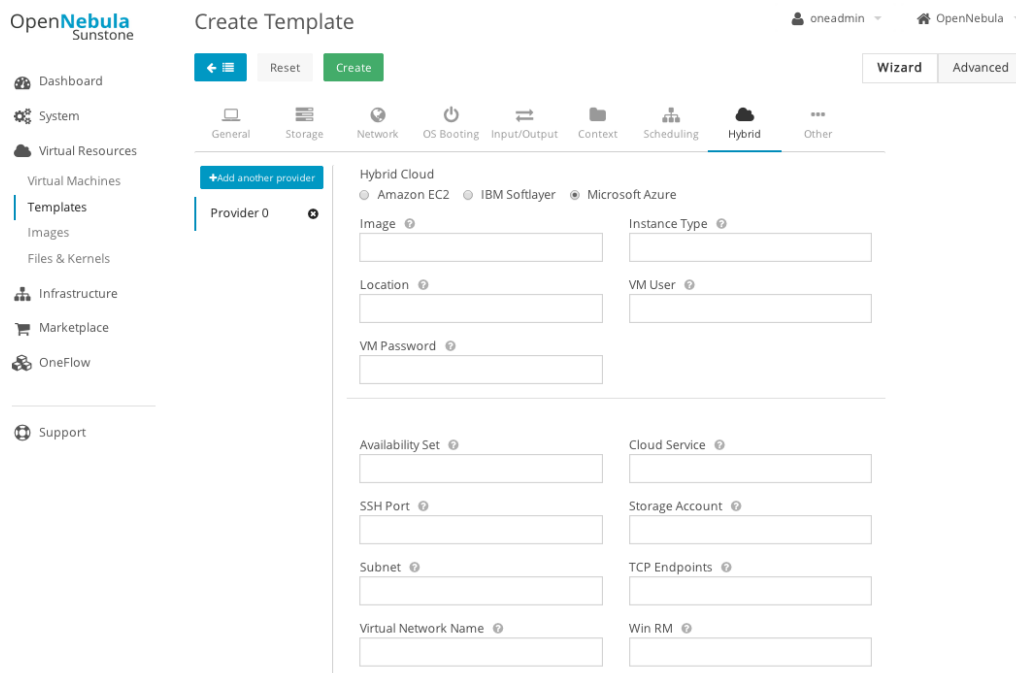 OpenNebula
Sunstone
Create Template
oneadmin
OpenNebula
Reset
Create
Wizard
Advanced
Dashboard
System
Virtual Resources
Virtual Machines
Templates
Images
Files & Kernels
Infrastructure
Marketplace
OneFlow
Support
General
Storage
Network
OS Booting
Input/Output
Context
Scheduling
Hybrid
Other
+Add another provider
Provider 0
Hybrid Cloud
Amazon EC2 IBM Softlayer Microsoft Azure
Image
Instance Type
Location
VM User
VM Password
Availability Set
Cloud Service
SSH Port
Storage Account
Subnet
TCP Endpoints
Virtual Network Name
Win RM